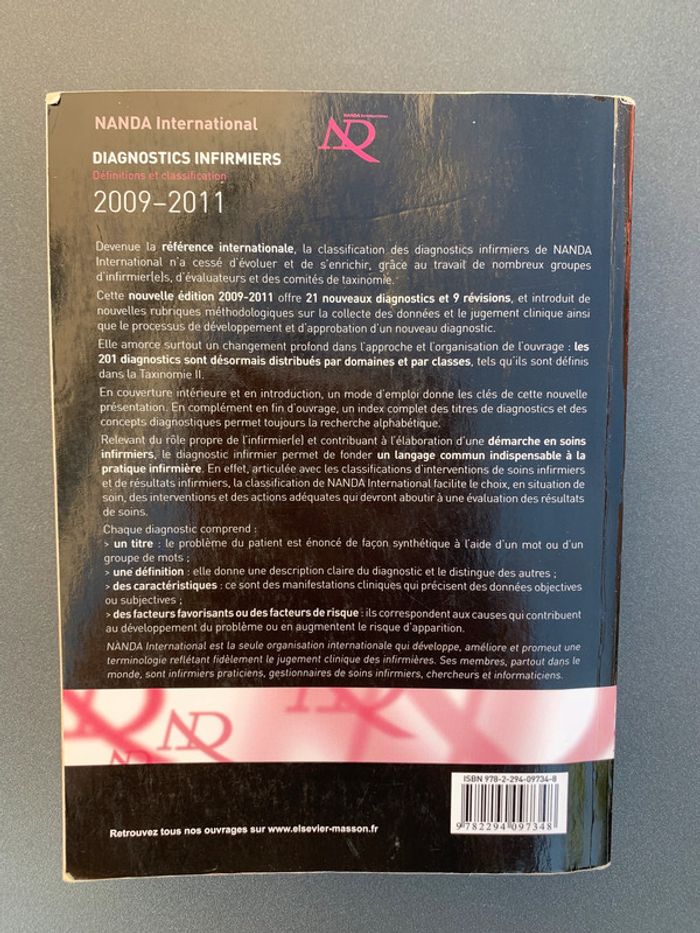 NANDA International
NANDA INTERNATIONAL
DIAGNOSTICS INFIRMIERS
Définitions et classification
2009–2011
Devenue la référence internationale, la classification des diagnostics infirmiers de NANDA
International n'a cessé d'évoluer et de s'enrichir, grâce au travail de nombreux groupes
d'infirmier(e)s, d'évaluateurs et des comités de taxinomie.
Cette nouvelle édition 2009-2011 offre 21 nouveaux diagnostics et 9 révisions, et introduit de
nouvelles rubriques méthodologiques sur la collecte des données et le jugement clinique ainsi
que le processus de développement et d'approbation d'un nouveau diagnostic.
Elle amorce surtout un changement profond dans l'approche et l'organisation de l'ouvrage : les
201 diagnostics sont désormais distribués par domaines et par classes, tels qu'ils sont définis
dans la Taxinomie II.
En couverture intérieure et en introduction, un mode d'emploi donne les clés de cette nouvelle
présentation. En complément en fin d'ouvrage, un index complet des titres de diagnostics et des
concepts diagnostiques permet toujours la recherche alphabétique.
Relevant du rôle propre de l'infirmier(e) et contribuant à l'élaboration d'une démarche en soins
infirmiers, le diagnostic infirmier permet de fonder un langage commun indispensable à la
pratique infirmière. En effet, articulée avec les classifications d'interventions de soins infirmiers
et de résultats infirmiers, la classification de NANDA International facilite le choix, en situation de
soin, des interventions et des actions adéquates qui devront aboutir à une évaluation des résultats
de soins.
Chaque diagnostic comprend :
> un titre : le problème du patient est énoncé de façon synthétique à l'aide d'un mot ou d'un
groupe de mots ;
> une définition : elle donne une description claire du diagnostic et le distingue des autres ;
> des caractéristiques : ce sont des manifestations cliniques qui précisent des données objectives
ou subjectives ;
> des facteurs favorisants ou des facteurs de risque : ils correspondent aux causes qui contribuent
au développement du problème ou en augmentent le risque d'apparition.
NANDA International est la seule organisation internationale qui développe, améliore et promeut une
terminologie reflétant fidèlement le jugement clinique des infirmières. Ses membres, partout dans le
monde, sont infirmiers praticiens, gestionnaires de soins infirmiers, chercheurs et informaticiens.
ISBN 978-2-294-09734-8
9 782294 097348
Retrouvez tous nos ouvrages sur www.elsevier-masson.fr